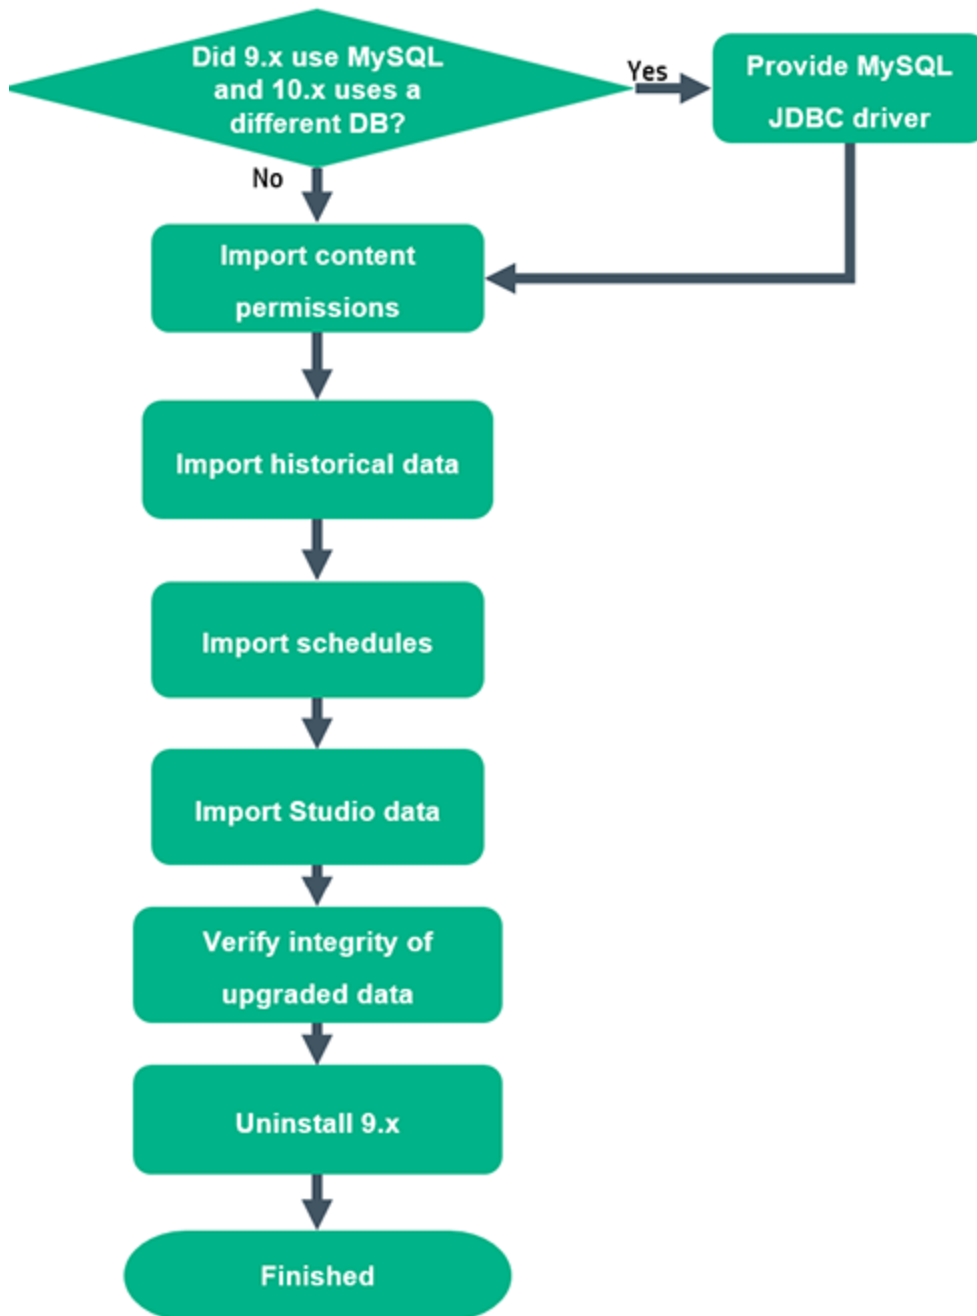 Did 9.x use MySQL
and 10.x uses a
different DB?
Yes
Provide MySQL
JDBC driver
No
Import content
permissions
Import historical data
Import schedules
Import Studio data
Verify integrity of
upgraded data
Uninstall 9.x
Finished